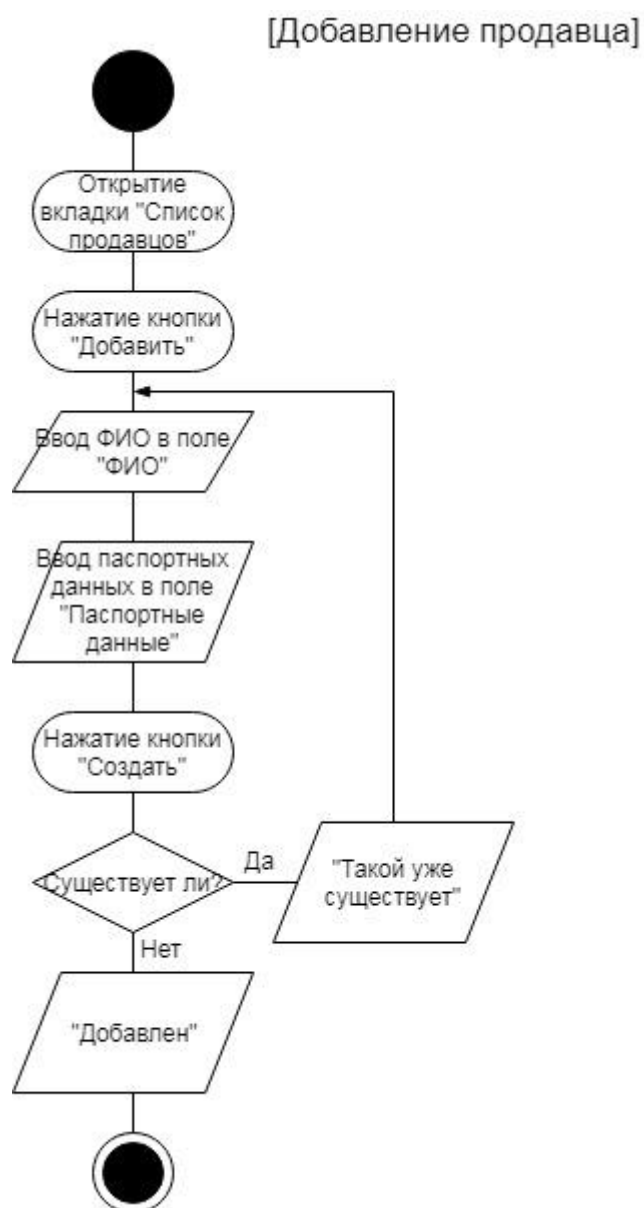 [Добавление продавца]
Открытие
вкладки "Список
продавцов"
Нажатие кнопки
"Добавить"
Ввод ФИО в поле
"ФИО"
Ввод паспортных
данных в поле
"Паспортные
данные"
Нажатие кнопки
"Создать"
Существует ли?
Да
"Такой уже
существует"
Нет
"Добавлен"